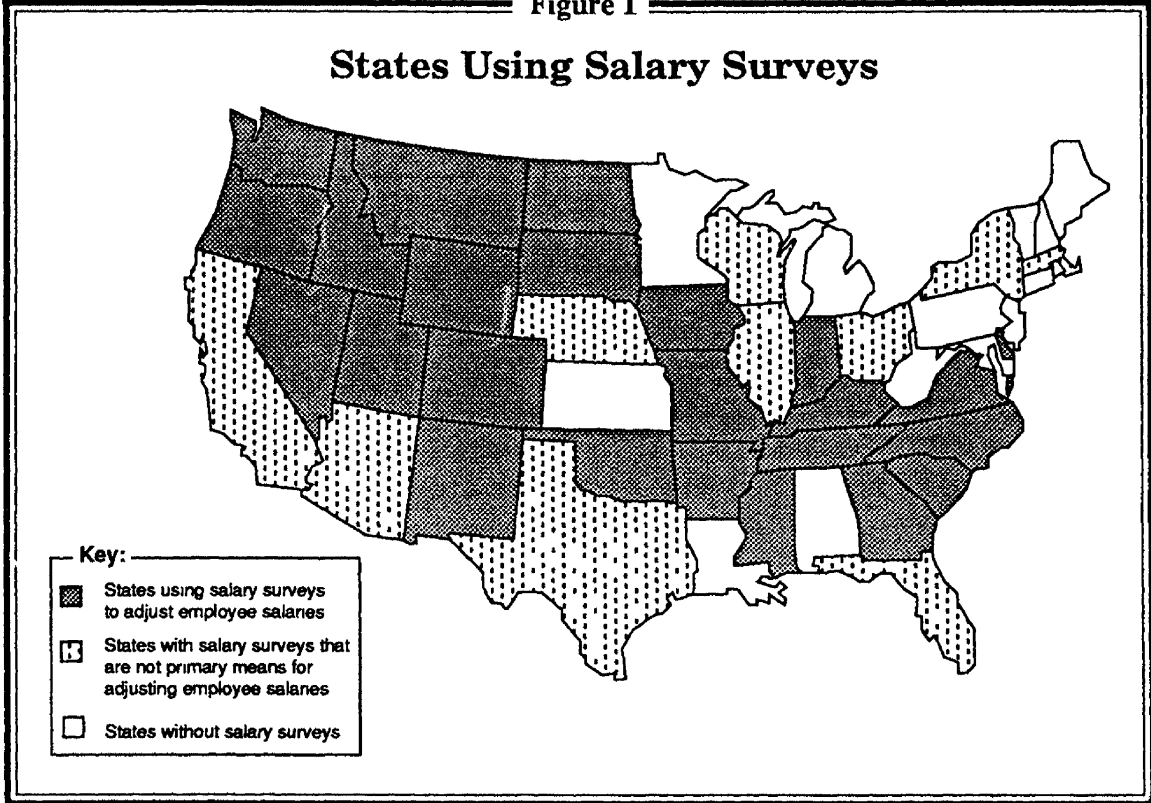 Figure 1
States Using Salary Surveys
Key:
States using salary surveys
to adjust employee salaries
States with salary surveys that
are not primary means for
adjusting employee salaries
States without salary surveys